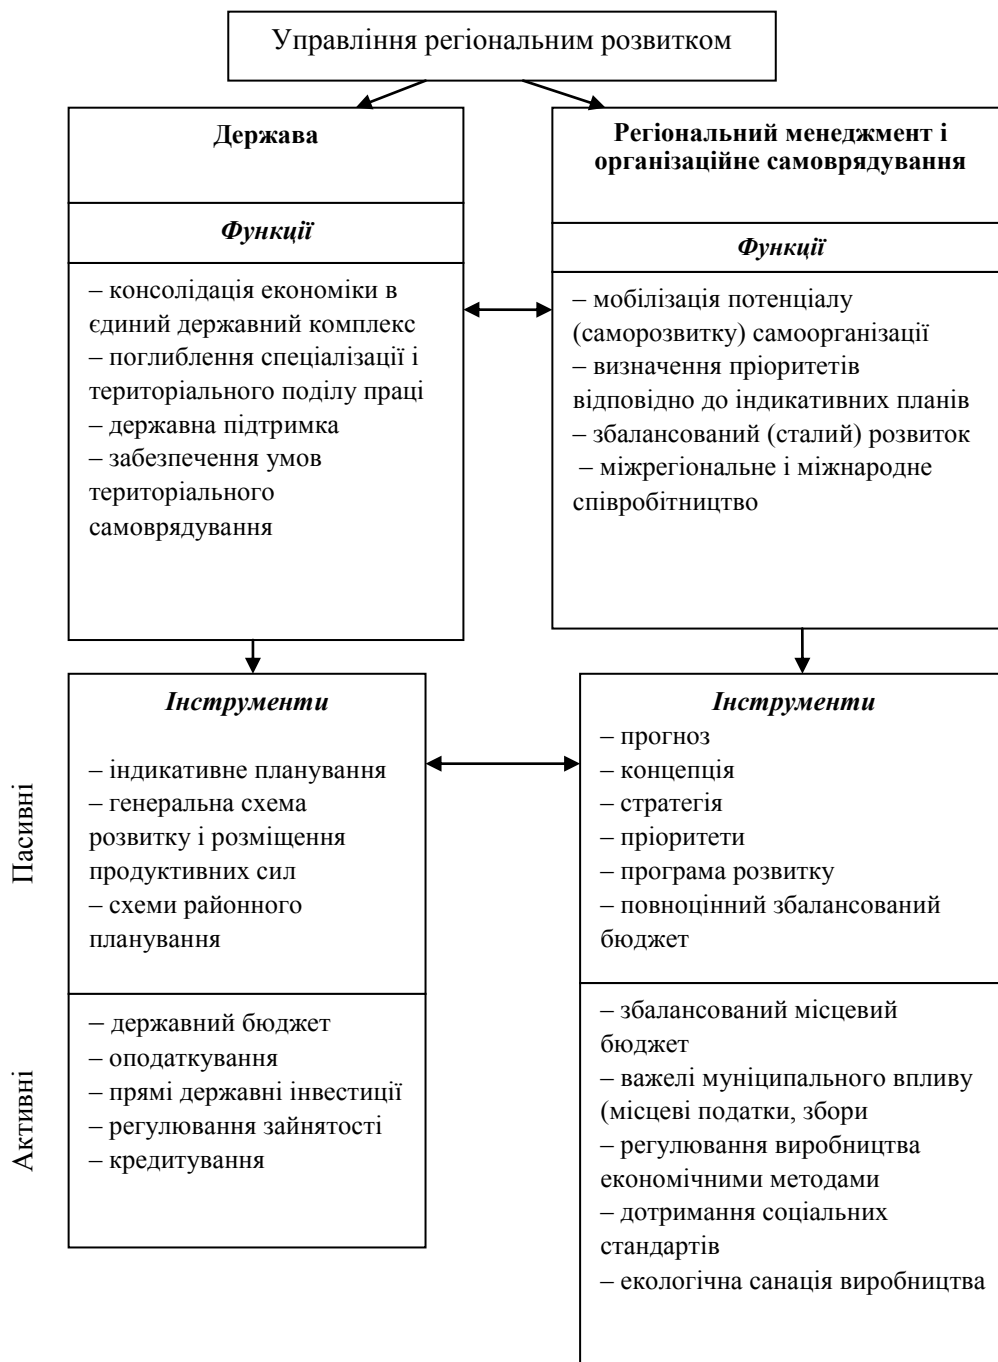 Управління регіональним розвитком
Держава
Функції
– консолідація економіки в
єдиний державний комплекс
– поглиблення спеціалізації і
територіального поділу праці
– державна підтримка
– забезпечення умов
територіального
самоврядування
Регіональний менеджмент і
організаційне самоврядування
Функції
– мобілізація потенціалу
(саморозвитку) самоорганізації
– визначення пріоритетів
відповідно до індикативних планів
– збалансований (сталий) розвиток
– міжрегіональне і міжнародне
співробітництво
Пасивні
Інструменти
– індикативне планування
– генеральна схема
розвитку і розміщення
продуктивних сил
– схеми районного
планування
Інструменти
– прогноз
– концепція
– стратегія
– пріоритети
– програма розвитку
– повноцінний збалансований
бюджет
Активні
– державний бюджет
– оподаткування
– прямі державні інвестиції
– регулювання зайнятості
– кредитування
– збалансований місцевий
бюджет
– важелі муніципального впливу
(місцеві податки, збори
– регулювання виробництва
економічними методами
– дотримання соціальних
стандартів
– екологічна санація виробництва